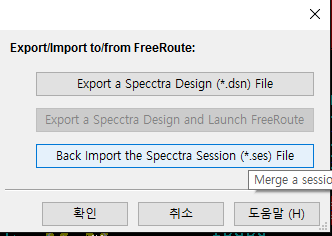 Export/Import to/from FreeRoute:
Export a Specctra Design (*.dsn) File
Export a Specctra Design and Launch FreeRoute
Back Import the Specctra Session (*.ses) File
Merge a sessio
확인 취소 도움말 (H)